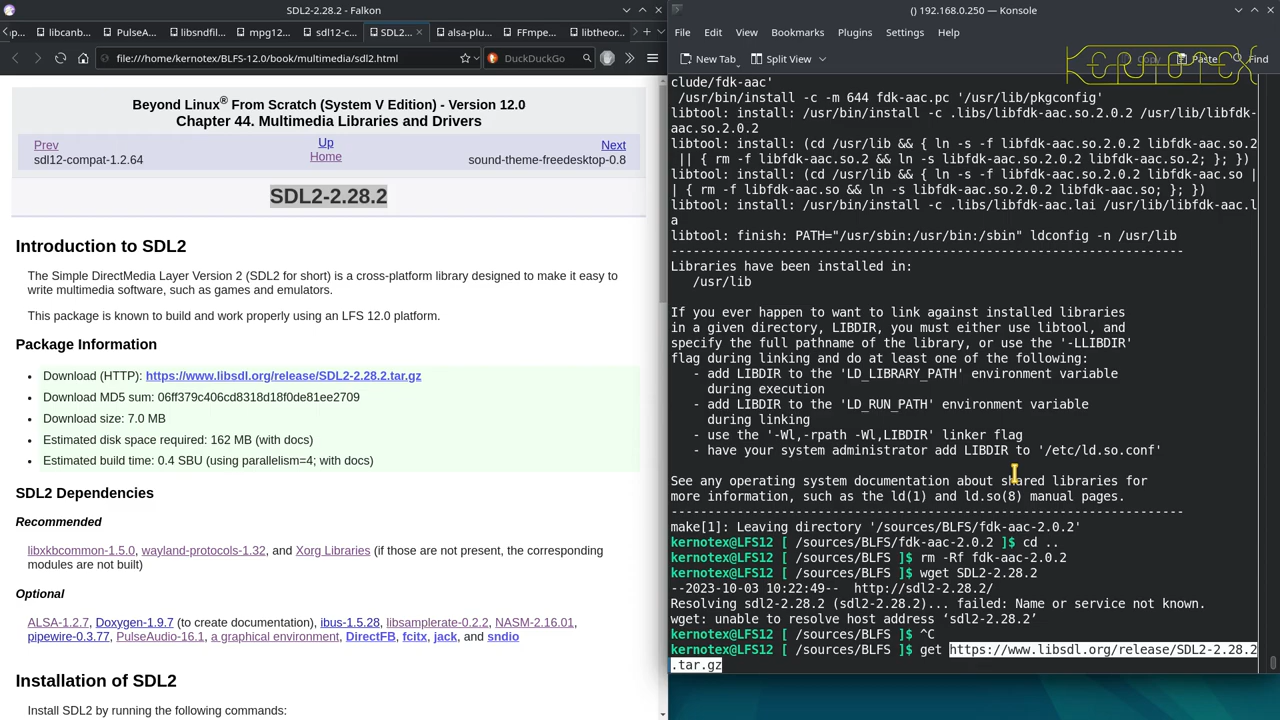 SDL2-2.28.2 - Falkon
p...
libcanb...
PulseA...
libsndfil...
mpg12...
sdl12-c...
SDL2...
alsa-plu...
FFmpe...
libtheor...
file:///home/kernotex/BLFS-12.0/book/multimedia/sdl2.html
DuckDuckGo
Beyond Linux® From Scratch (System V Edition) - Version 12.0
Chapter 44. Multimedia Libraries and Drivers
Prev
Up
Next
sdl12-compat-1.2.64
Home
sound-theme-freedesktop-0.8
SDL2-2.28.2
Introduction to SDL2
The Simple DirectMedia Layer Version 2 (SDL2 for short) is a cross-platform library designed to make it easy to
write multimedia software, such as games and emulators.
This package is known to build and work properly using an LFS 12.0 platform.
Package Information
• Download (HTTP): https://www.libsdl.org/release/SDL2-2.28.2.tar.gz
• Download MD5 sum: 06ff379c406cd8318d18f0de81ee2709
• Download size: 7.0 MB
• Estimated disk space required: 162 MB (with docs)
• Estimated build time: 0.4 SBU (using parallelism=4; with docs)
SDL2 Dependencies
Recommended
libxkbcommon-1.5.0, wayland-protocols-1.32, and Xorg Libraries (if those are not present, the corresponding
modules are not built)
Optional
ALSA-1.2.7, Doxygen-1.9.7 (to create documentation), ibus-1.5.28, libsamplerate-0.2.2, NASM-2.16.01,
pipewire-0.3.77, PulseAudio-16.1, a graphical environment, DirectFB, fcitx, jack, and sndio
Installation of SDL2
Install SDL2 by running the following commands:
() 192.168.0.250 — Konsole
File Edit View Bookmarks Plugins Settings Help
New Tab
Split View
Copy
Paste
Find
KERNOTEX
clude/fdk-aac'
/usr/bin/install -c -m 644 fdk-aac.pc '/usr/lib/pkgconfig'
libtool: install: /usr/bin/install -c .libs/libfdk-aac.so.2.0.2 /usr/lib/libfdk-
aac.so.2.0.2
libtool: install: (cd /usr/lib && { ln -s -f libfdk-aac.so.2.0.2 libfdk-aac.so.2
|| { rm -f libfdk-aac.so.2 && ln -s libfdk-aac.so.2.0.2 libfdk-aac.so.2; }; })
libtool: install: (cd /usr/lib && { ln -s -f libfdk-aac.so.2.0.2 libfdk-aac.so |
| { rm -f libfdk-aac.so && ln -s libfdk-aac.so.2.0.2 libfdk-aac.so; }; })
libtool: install: /usr/bin/install -c .libs/libfdk-aac.lai /usr/lib/libfdk-aac.l
a
libtool: finish: PATH="/usr/sbin:/usr/bin:/sbin" ldconfig -n /usr/lib
----------------------------------------------------------------------
Libraries have been installed in:
/usr/lib
If you ever happen to want to link against installed libraries
in a given directory, LIBDIR, you must either use libtool, and
specify the full pathname of the library, or use the '-LLIBDIR'
flag during linking and do at least one of the following:
- add LIBDIR to the 'LD_LIBRARY_PATH' environment variable
during execution
- add LIBDIR to the 'LD_RUN_PATH' environment variable
during linking
- use the '-Wl,-rpath -Wl,LIBDIR' linker flag
- have your system administrator add LIBDIR to '/etc/ld.so.conf'
See any operating system documentation about shared libraries for
more information, such as the ld(1) and ld.so(8) manual pages.
----------------------------------------------------------------------
make[1]: Leaving directory '/sources/BLFS/fdk-aac-2.0.2'
kernotex@LFS12 [ /sources/BLFS/fdk-aac-2.0.2 ]$ cd ..
kernotex@LFS12 [ /sources/BLFS ]$ rm -Rf fdk-aac-2.0.2
kernotex@LFS12 [ /sources/BLFS ]$ wget SDL2-2.28.2
--2023-10-03 10:22:49--  http://sdl2-2.28.2/
Resolving sdl2-2.28.2 (sdl2-2.28.2)... failed: Name or service not known.
wget: unable to resolve host address ‘sdl2-2.28.2’
kernotex@LFS12 [ /sources/BLFS ]$ ^C
kernotex@LFS12 [ /sources/BLFS ]$ get https://www.libsdl.org/release/SDL2-2.28.2
.tar.gz